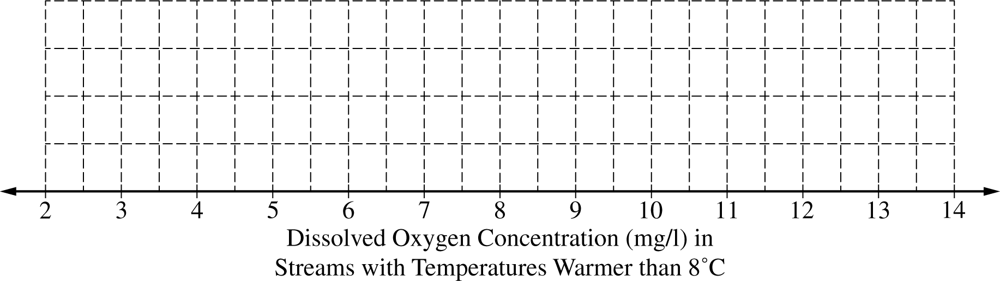 2 3 4 5 6 7 8 9 10 11 12 13 14
Dissolved Oxygen Concentration (mg/l) in
Streams with Temperatures Warmer than 8˚C